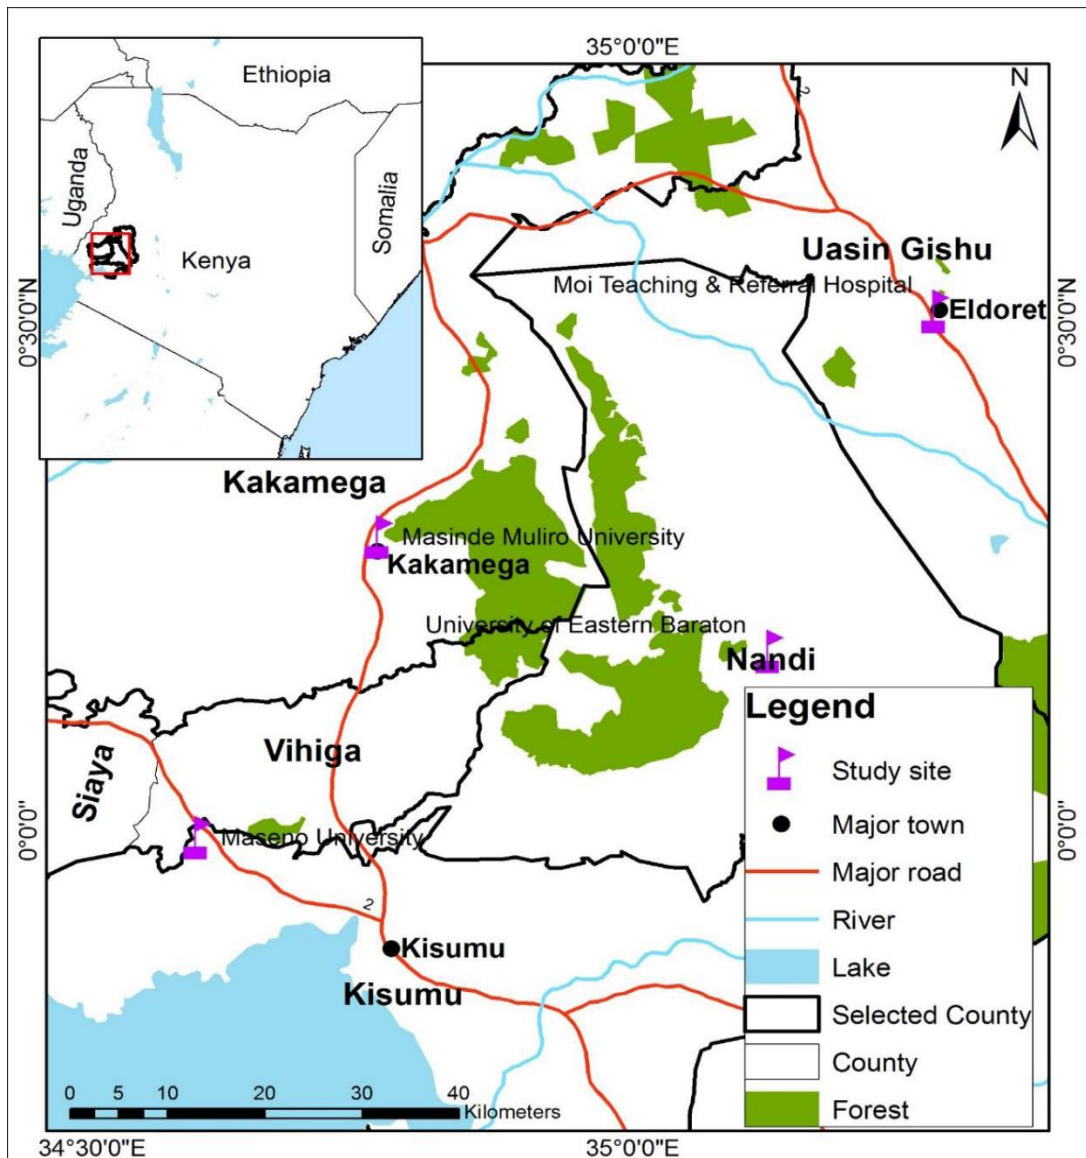 35°0'0"E
Ethiopia
Uganda
Somalia
Kenya
N
2
Uasin Gishu
Moi Teaching & Referral Hospital
Eldoret
0°30'0"N
0°30'0"N
Kakamega
Masinde Muliro University
Kakamega
University of Eastern Baraton
Nandi
Vihiga
Siaya
Maseno University
0°0'0"
0°0'0"
2
Kisumu
Kisumu
Legend
Study site
Major town
Major road
River
Lake
Selected County
County
Forest
0 5 10 20 30 40
Kilometers
34°30'0"E
35°0'0"E